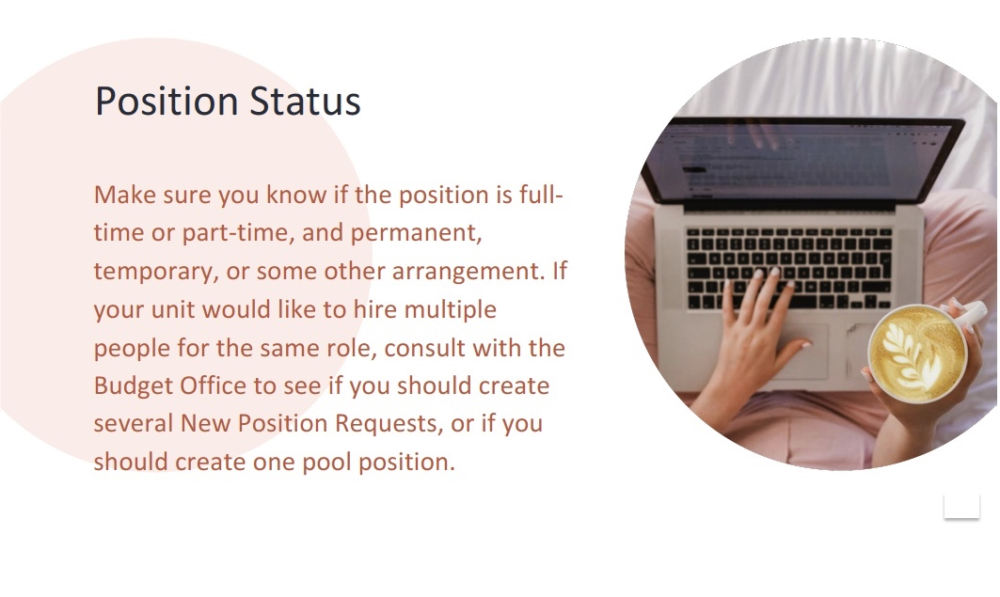 Position Status
Make sure you know if the position is full-
time or part-time, and permanent,
temporary, or some other arrangement. If
your unit would like to hire multiple
people for the same role, consult with the
Budget Office to see if you should create
several New Position Requests, or if you
should create one pool position.